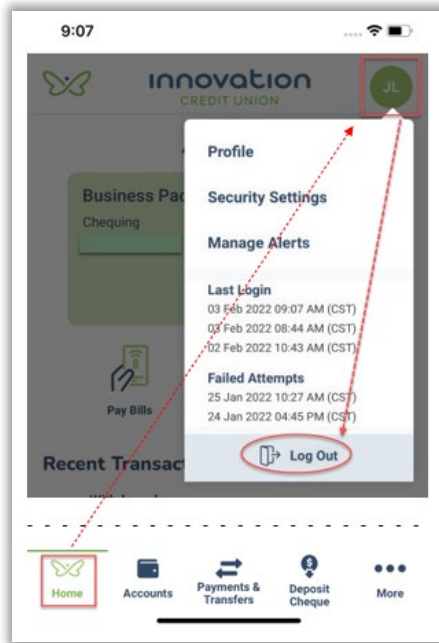 9:07
innovation
CREDIT UNION
JL
Profile
Business
Security Settings
Chequing
Manage Alerts
Last Login
03 Feb 2022 09:07 AM (CST)
03 Feb 2022 08:44 AM (CST)
02 Feb 2022 10:43 AM (CST)
Failed Attempts
25 Jan 2022 10:27 AM (CST)
24 Jan 2022 04:45 PM (CST)
Pay Bills
Log Out
Recent Transac
Home
Accounts
Payments &
Transfers
Deposit
Cheque
More